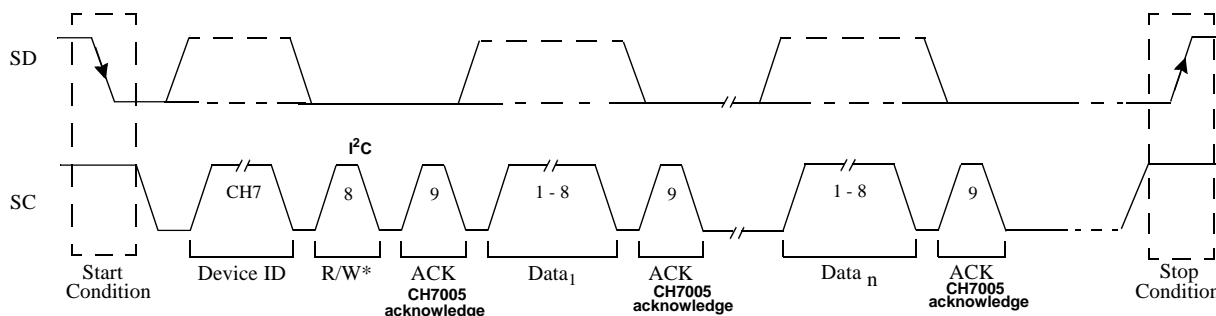 SD
I²C
SC
CH7
8
9
1 - 8
9
1 - 8
9
Start
Condition
Device ID
R/W*
ACK
CH7005
acknowledge
Data1
ACK
CH7005
acknowledge
Data n
ACK
CH7005
acknowledge
Stop
Condition